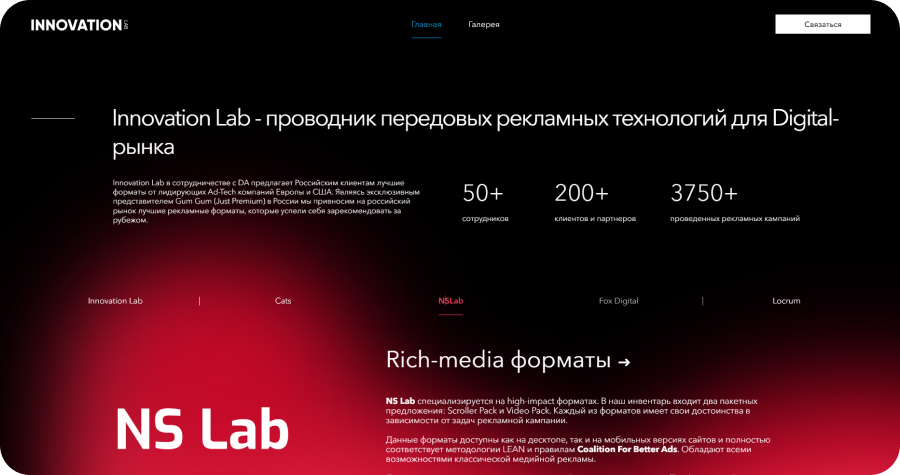 INNOVATION LAB
Главная Галерея
Связаться
Innovation Lab - проводник передовых рекламных технологий для Digital-
рынка
Innovation Lab в сотрудничестве с DA предлагает Российским клиентам лучшие
форматы от лидирующих Ad-Tech компаний Европы и США. Являясь эксклюзивным
представителем Gum Gum (Just Premium) в России мы привносим на российский
рынок лучшие рекламные форматы, которые успели себя зарекомендовать за
рубежом.
50+ 200+ 3750+
сотрудников клиентов и партнеров проведенных рекламных кампаний
Innovation Lab | Cats NSLab Fox Digital | Locrum
Rich-media форматы →
NS Lab
NS Lab специализируется на high-impact форматах. В наш инвентарь входит два пакетных
предложения: Scroller Pack и Video Pack. Каждый из форматов имеет свои достоинства в
зависимости от задач рекламной кампании.
Данные форматы доступны как на десктопе, так и на мобильных версиях сайтов и полностью
соответствует методологии LEAN и правилам Coalition For Better Ads. Обладают всеми
возможностями классической медийной рекламы.